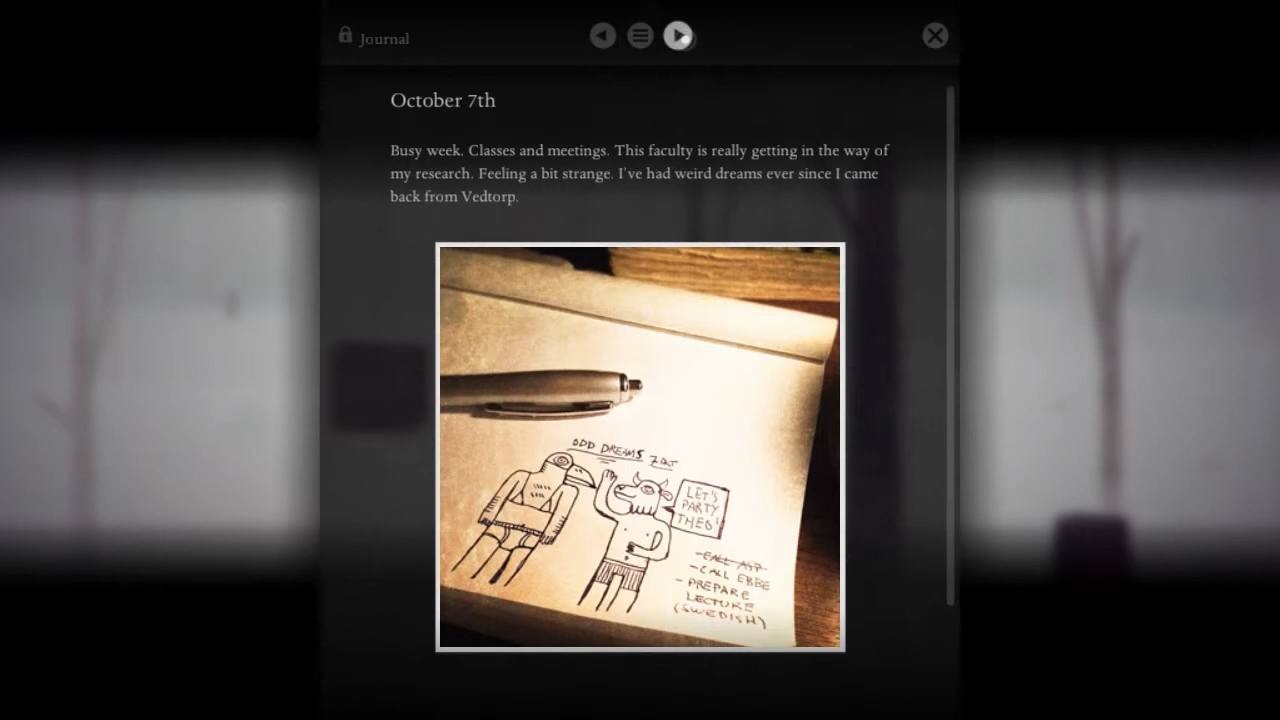 Journal
October 7th
Busy week. Classes and meetings. This faculty is really getting in the way of
my research. Feeling a bit strange. I've had weird dreams ever since I came
back from Vedtorp.
ODD DREAMS 7 OKT
LET'S
PARTY
THEO!
- CALL
- CALL EBBE
- PREPARE
LECTURE
(SWEDISH)